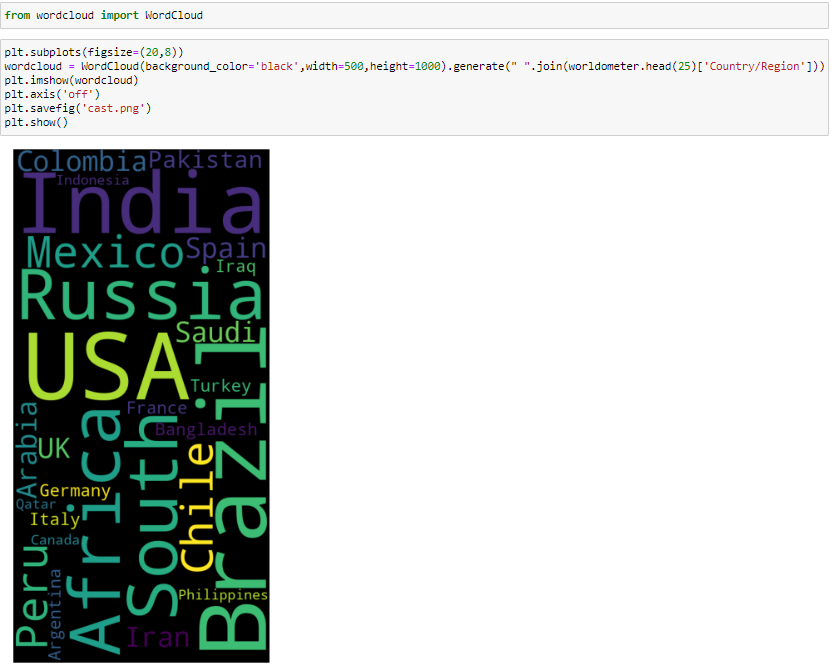 from wordcloud import WordCloud
plt.subplots(figsize=(20,8))
wordcloud = WordCloud(background_color='black',width=500,height=1000).generate(" ".join(worldometer.head(25)['Country/Region']))
plt.imshow(wordcloud)
plt.axis('off')
plt.savefig('cast.png')
plt.show()
Colombia
Pakistan
Indonesia
India
Mexico
Spain
Iraq
Russia
Saudi
USA
Turkey
France
Bangladesh
Arabia
UK
Africa
South
Chile
Brazil
Germany
Qatar
Italy
Canada
Peru
Argentina
Philippines
Iran